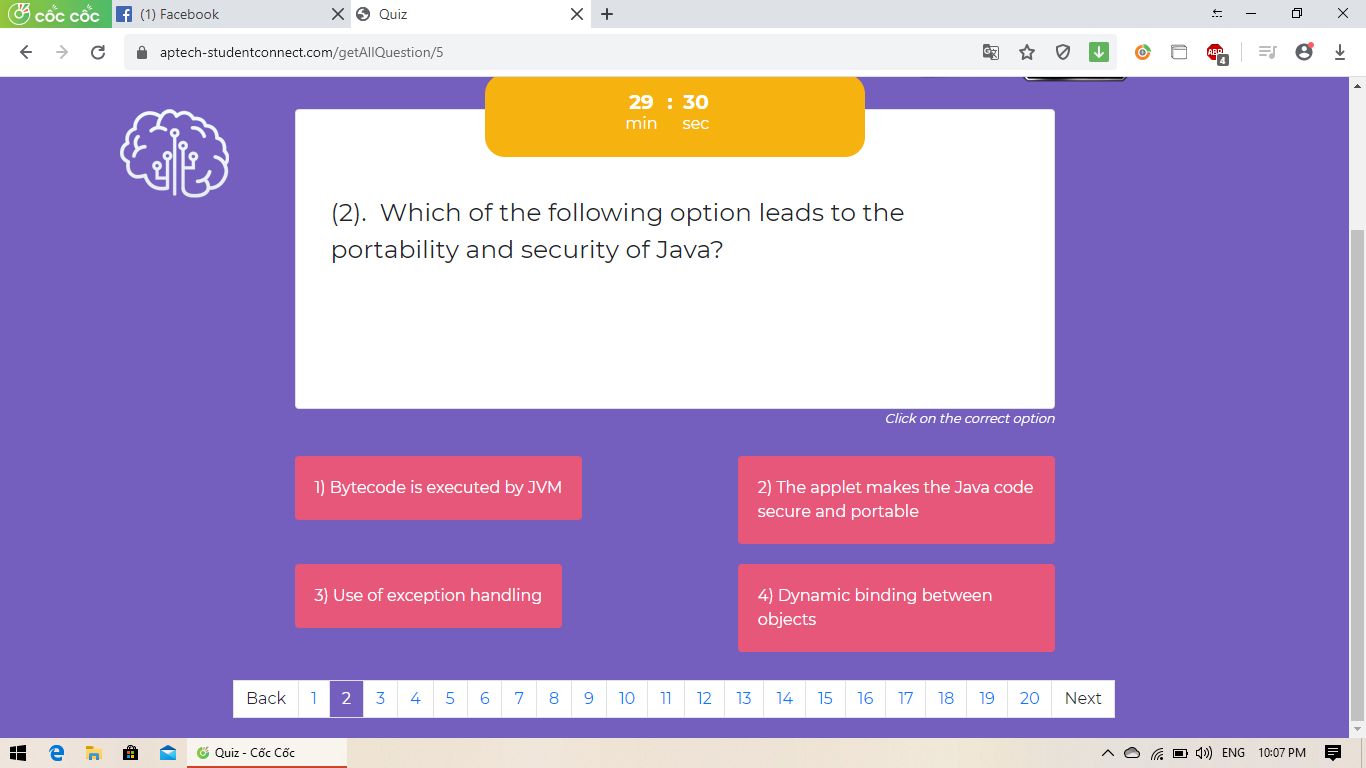 cốc cốc
(1) Facebook
Quiz
aptech-studentconnect.com/getAllQuestion/5
ABP
4
29 : 30
min sec
(2). Which of the following option leads to the
portability and security of Java?
Click on the correct option
1) Bytecode is executed by JVM
2) The applet makes the Java code
secure and portable
3) Use of exception handling
4) Dynamic binding between
objects
Back 1 2 3 4 5 6 7 8 9 10 11 12 13 14 15 16 17 18 19 20 Next
Quiz - Cốc Cốc
ENG 10:07 PM